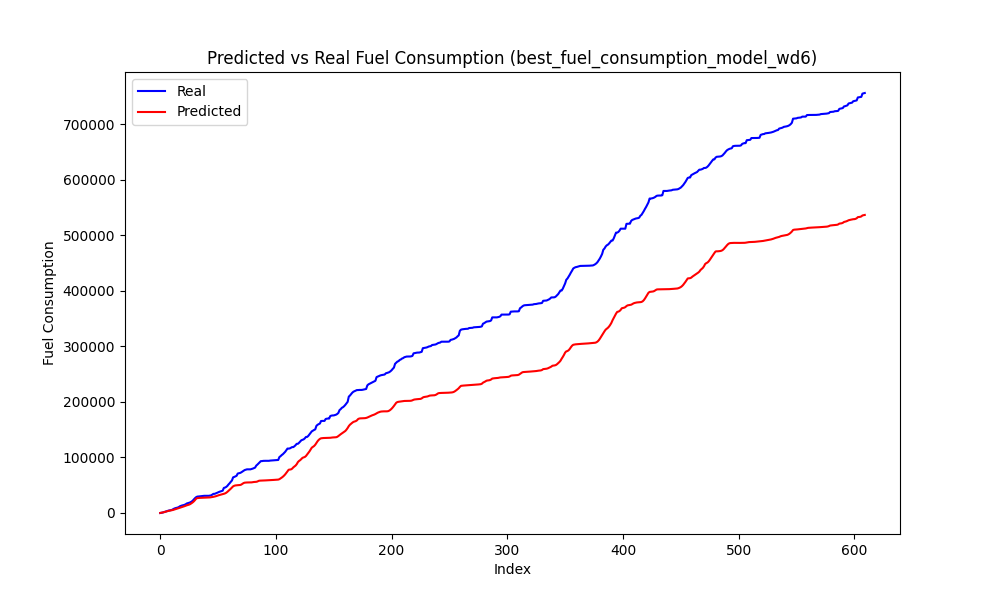 Predicted vs Real Fuel Consumption (best_fuel_consumption_model_wd6)
Real
Predicted
700000
600000
500000
400000
300000
200000
100000
0
Fuel Consumption
0 100 200 300 400 500 600
Index